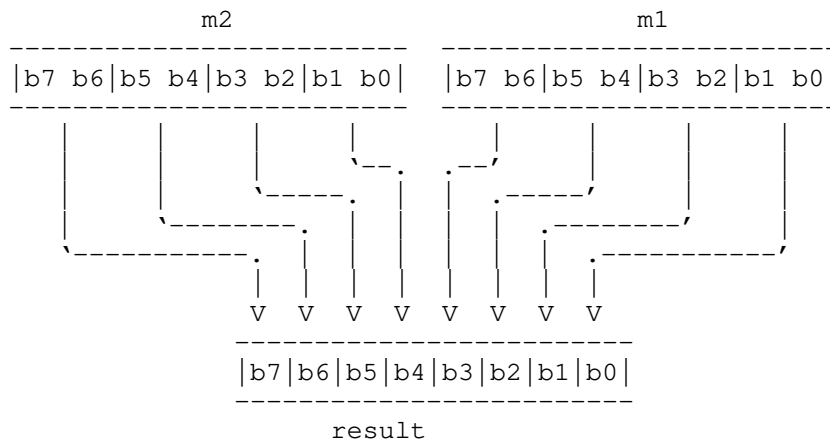 m2 m1
|b7 b6|b5 b4|b3 b2|b1 b0| |b7 b6|b5 b4|b3 b2|b1 b0
V V V V V V V V
|b7|b6|b5|b4|b3|b2|b1|b0|
result